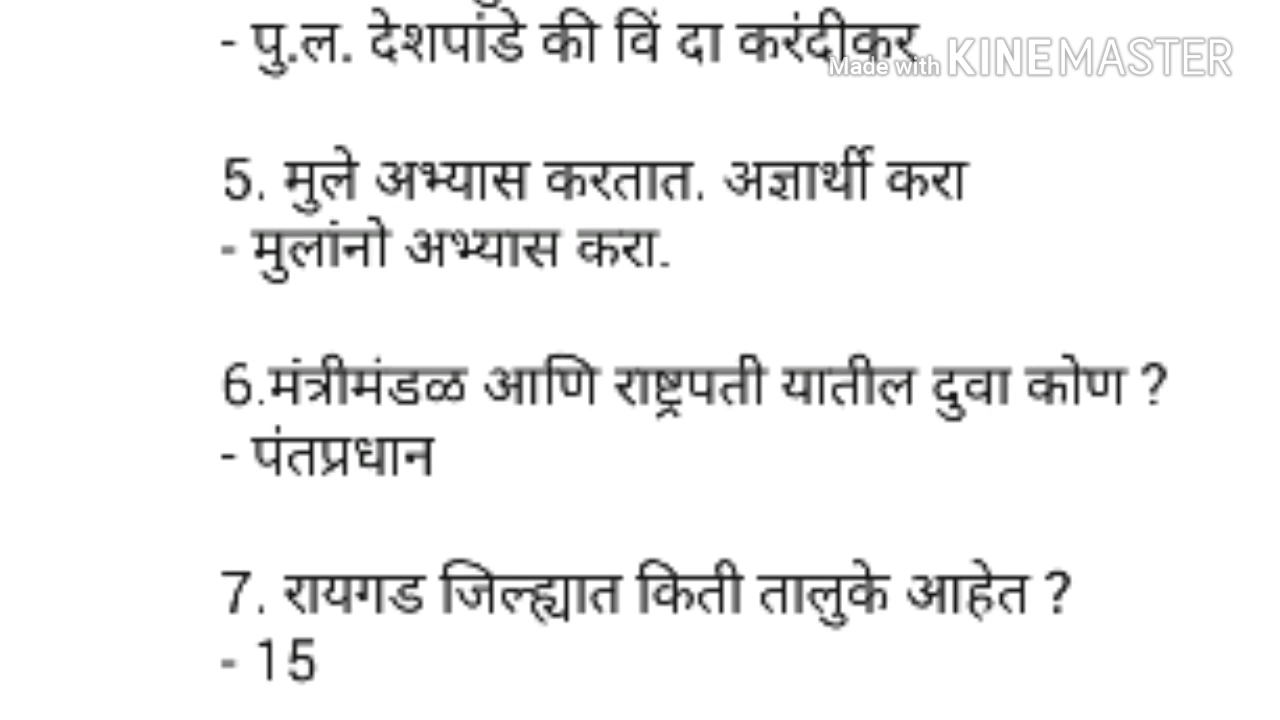 - पु.ल. देशपांडे की विं दा करंदीकर
Made with KINEMASTER
5. मुले अभ्यास करतात. अज्ञार्थी करा
- मुलांनो अभ्यास करा.
6.मंत्रीमंडळ आणि राष्ट्रपती यातील दुवा कोण ?
- पंतप्रधान
7. रायगड जिल्ह्यात किती तालुके आहेत ?
- 15